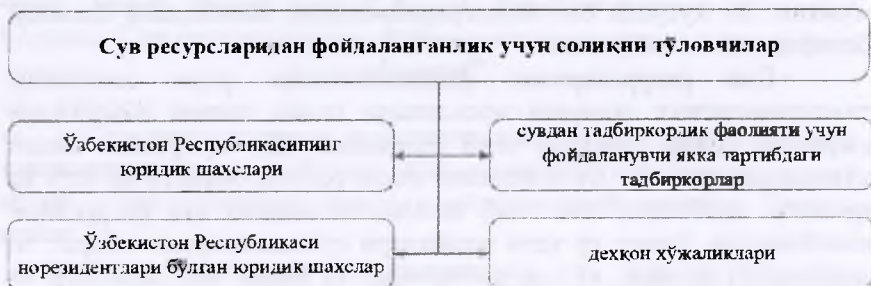 Сув ресурсларидан фойдаланганлик учун солиқни тўловчилар
Ўзбекистон Республикасининг
юридик шахслари
сувдан тадбиркорлик фаолияти учун
фойдаланувчи якка тартибдаги
тадбиркорлар
Ўзбекистон Республикаси
норезидентлари бўлган юридик шахслар
дехқон хўжаликлари